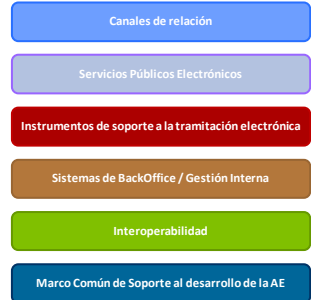 Canales de relación
Servicios Públicos Electrónicos
Instrumentos de soporte a la tramitación electrónica
Sistemas de BackOffice / Gestión Interna
Interoperabilidad
Marco Común de Soporte al desarrollo de la AE